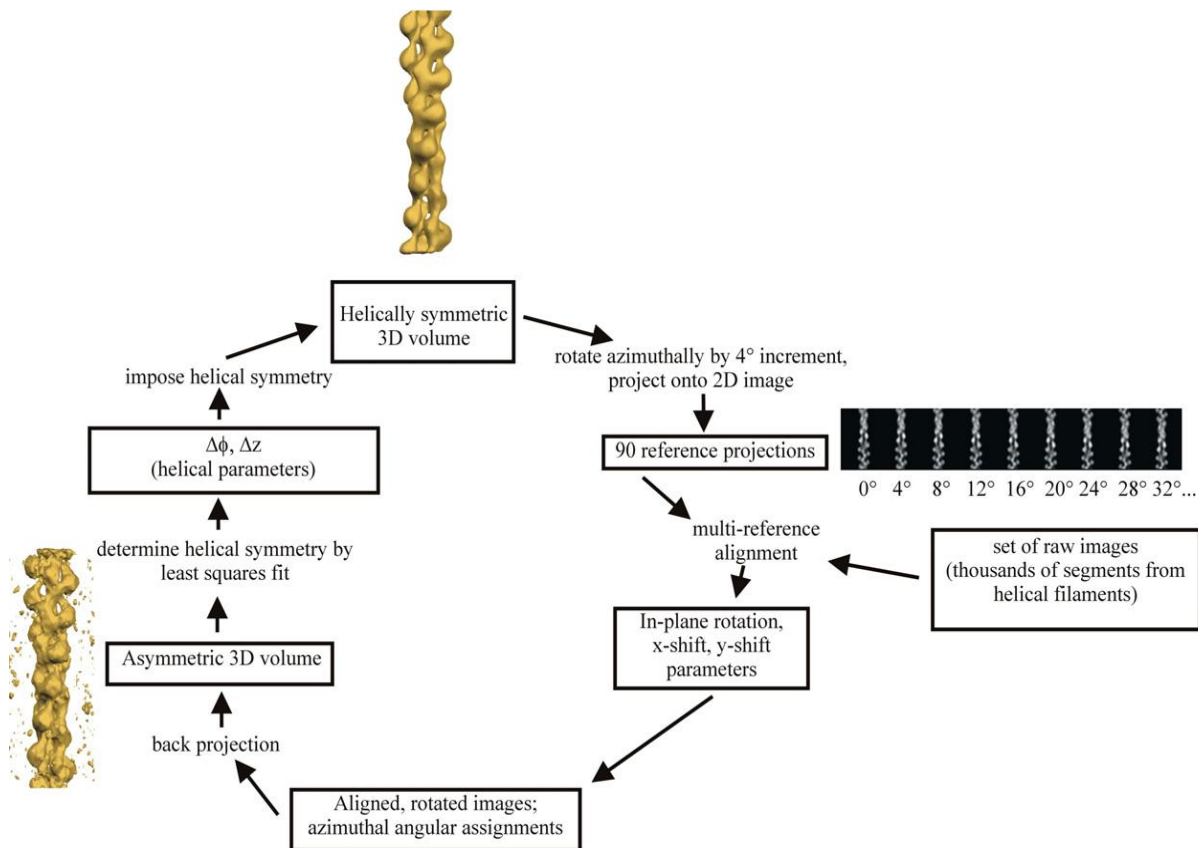 Helically symmetric
3D volume
rotate azimuthally by 4° increment,
project onto 2D image
90 reference projections
0° 4° 8° 12° 16° 20° 24° 28° 32°...
multi-reference
alignment
set of raw images
(thousands of segments from
helical filaments)
In-plane rotation,
x-shift, y-shift
parameters
Aligned, rotated images;
azimuthal angular assignments
back projection
Asymmetric 3D volume
determine helical symmetry by
least squares fit
Δϕ, Δz
(helical parameters)
impose helical symmetry